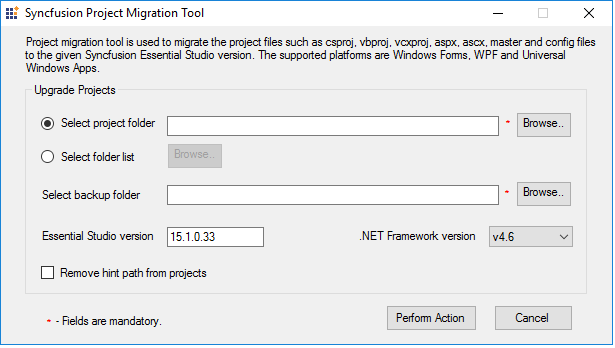 Syncfusion Project Migration Tool
Project migration tool is used to migrate the project files such as csproj, vbproj, vcxproj, aspx, ascx, master and config files
to the given Syncfusion Essential Studio version. The supported platforms are Windows Forms, WPF and Universal
Windows Apps.
Upgrade Projects
Select project folder * Browse..
Select folder list Browse..
Select backup folder * Browse..
Essential Studio version 15.1.0.33 .NET Framework version v4.6
Remove hint path from projects
* - Fields are mandatory. Perform Action Cancel